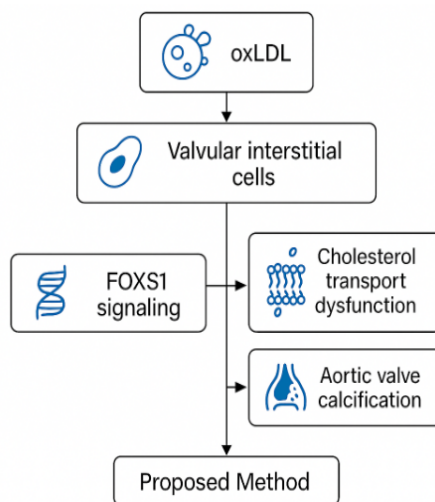 oxLDL
Valvular interstitial
cells
FOXS1
signaling
Cholesterol
transport
dysfunction
Aortic valve
calcification
Proposed Method